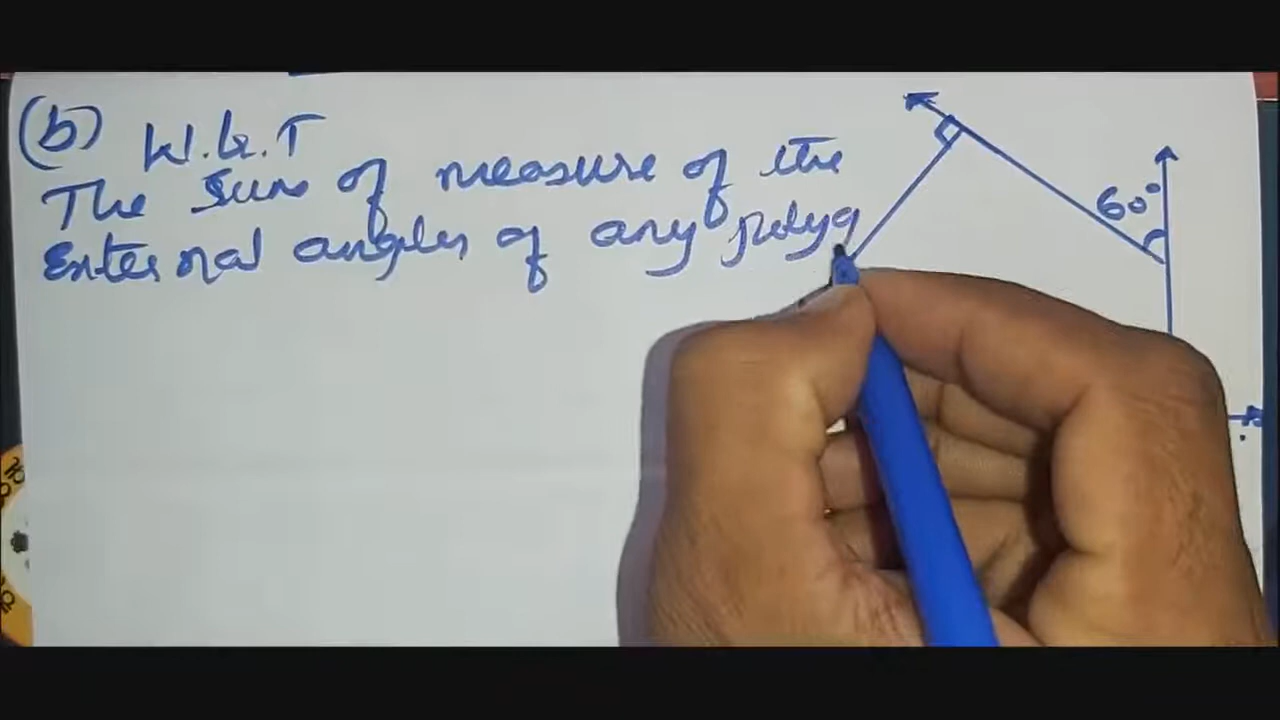 (b) W.K.T
The Sum of measure of the
External angles of any polyg
60°